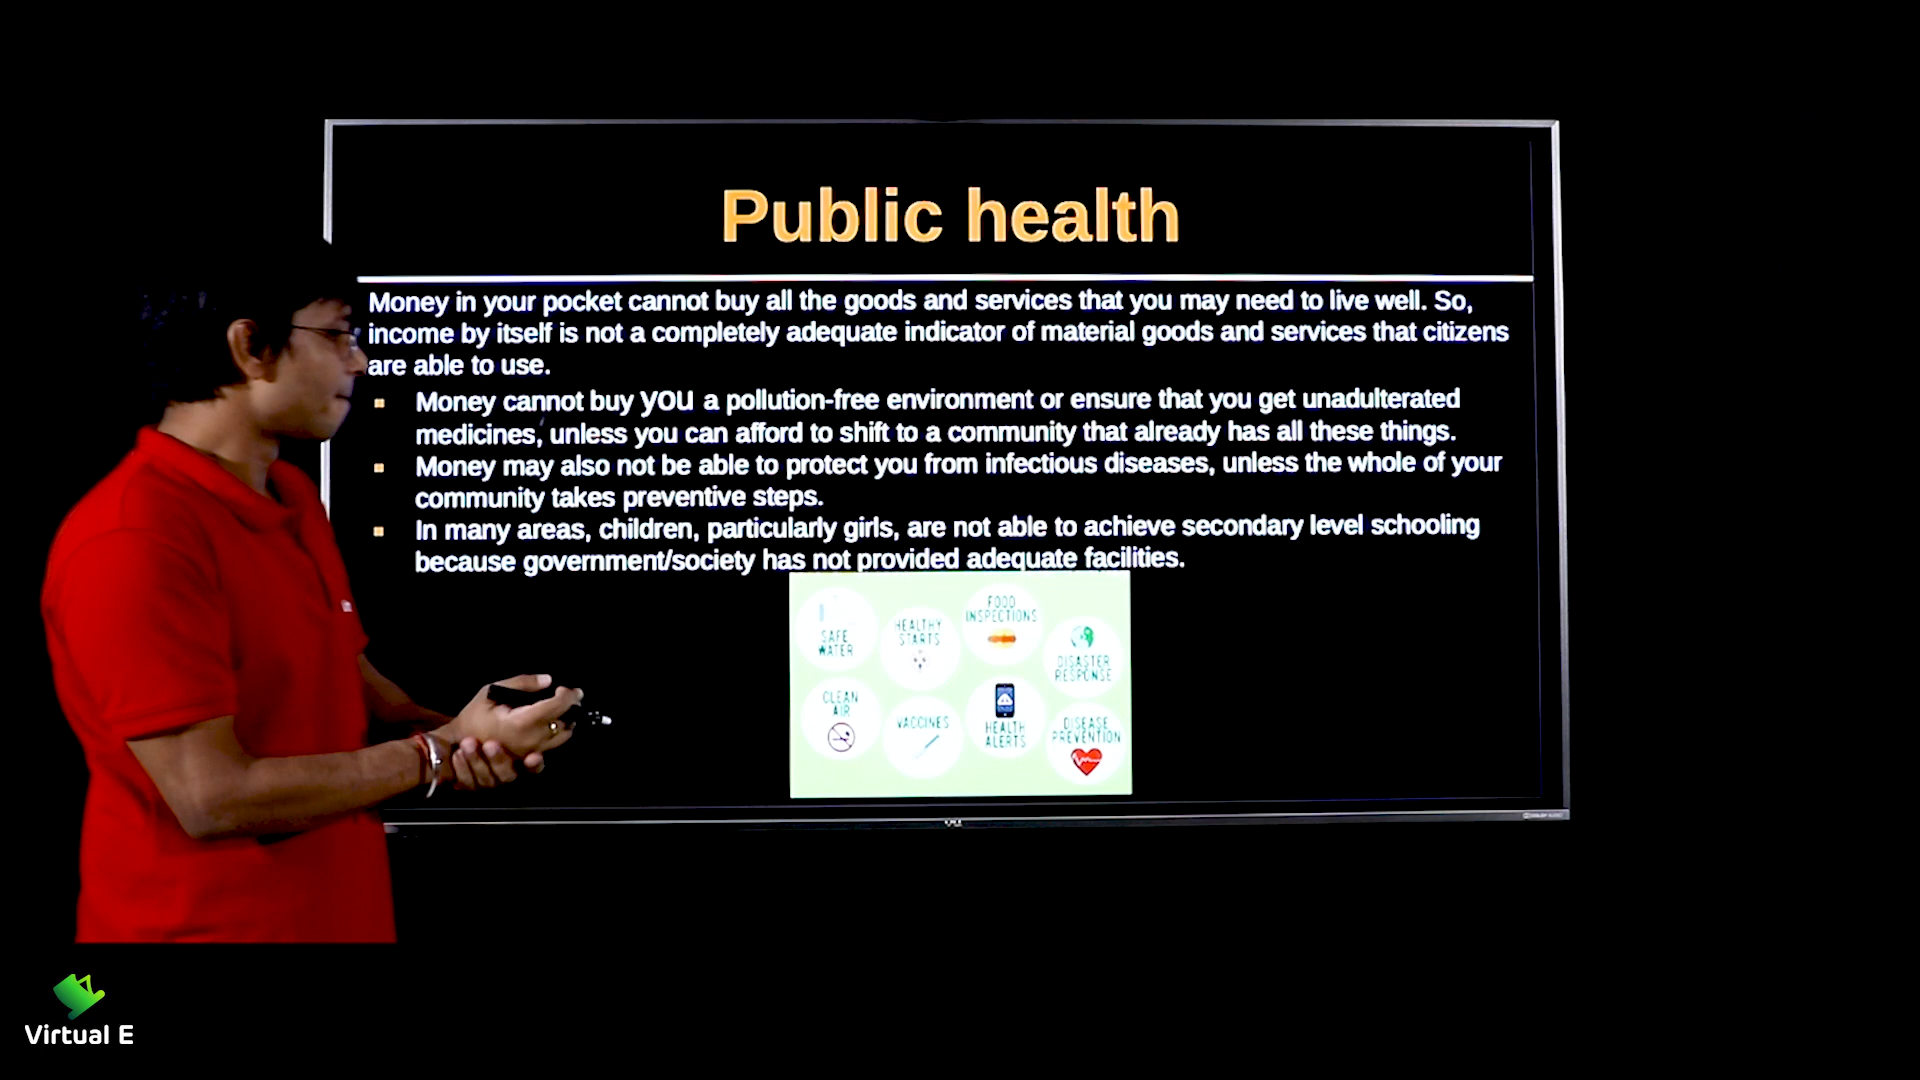 Public health
Money in your pocket cannot buy all the goods and services that you may need to live well. So,
income by itself is not a completely adequate indicator of material goods and services that citizens
are able to use.
▪ Money cannot buy you a pollution-free environment or ensure that you get unadulterated
medicines, unless you can afford to shift to a community that already has all these things.
▪ Money may also not be able to protect you from infectious diseases, unless the whole of your
community takes preventive steps.
▪ In many areas, children, particularly girls, are not able to achieve secondary level schooling
because government/society has not provided adequate facilities.
SAFE
WATER
HEALTHY
STARTS
FOOD
INSPECTIONS
DISASTER
RESPONSE
CLEAN
AIR
VACCINES
HEALTH
ALERTS
DISEASE
PREVENTION
Virtual E